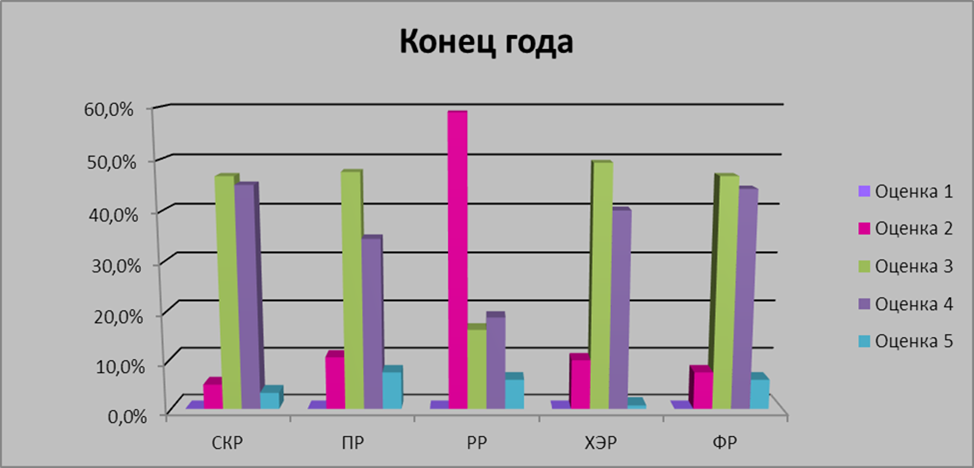 Конец года
60,0%
50,0%
40,0%
30,0%
20,0%
10,0%
0,0%
СКР ПР РР ХЭР ФР
Оценка 1
Оценка 2
Оценка 3
Оценка 4
Оценка 5